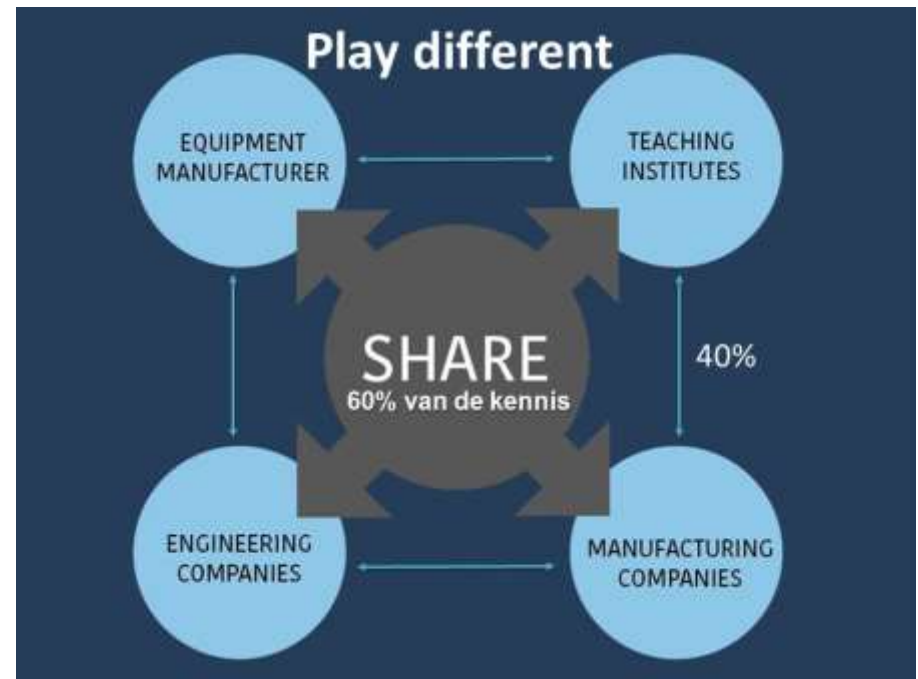 Play different
EQUIPMENT
MANUFACTURER
TEACHING
INSTITUTES
SHARE
60% van de kennis
40%
ENGINEERING
COMPANIES
MANUFACTURING
COMPANIES